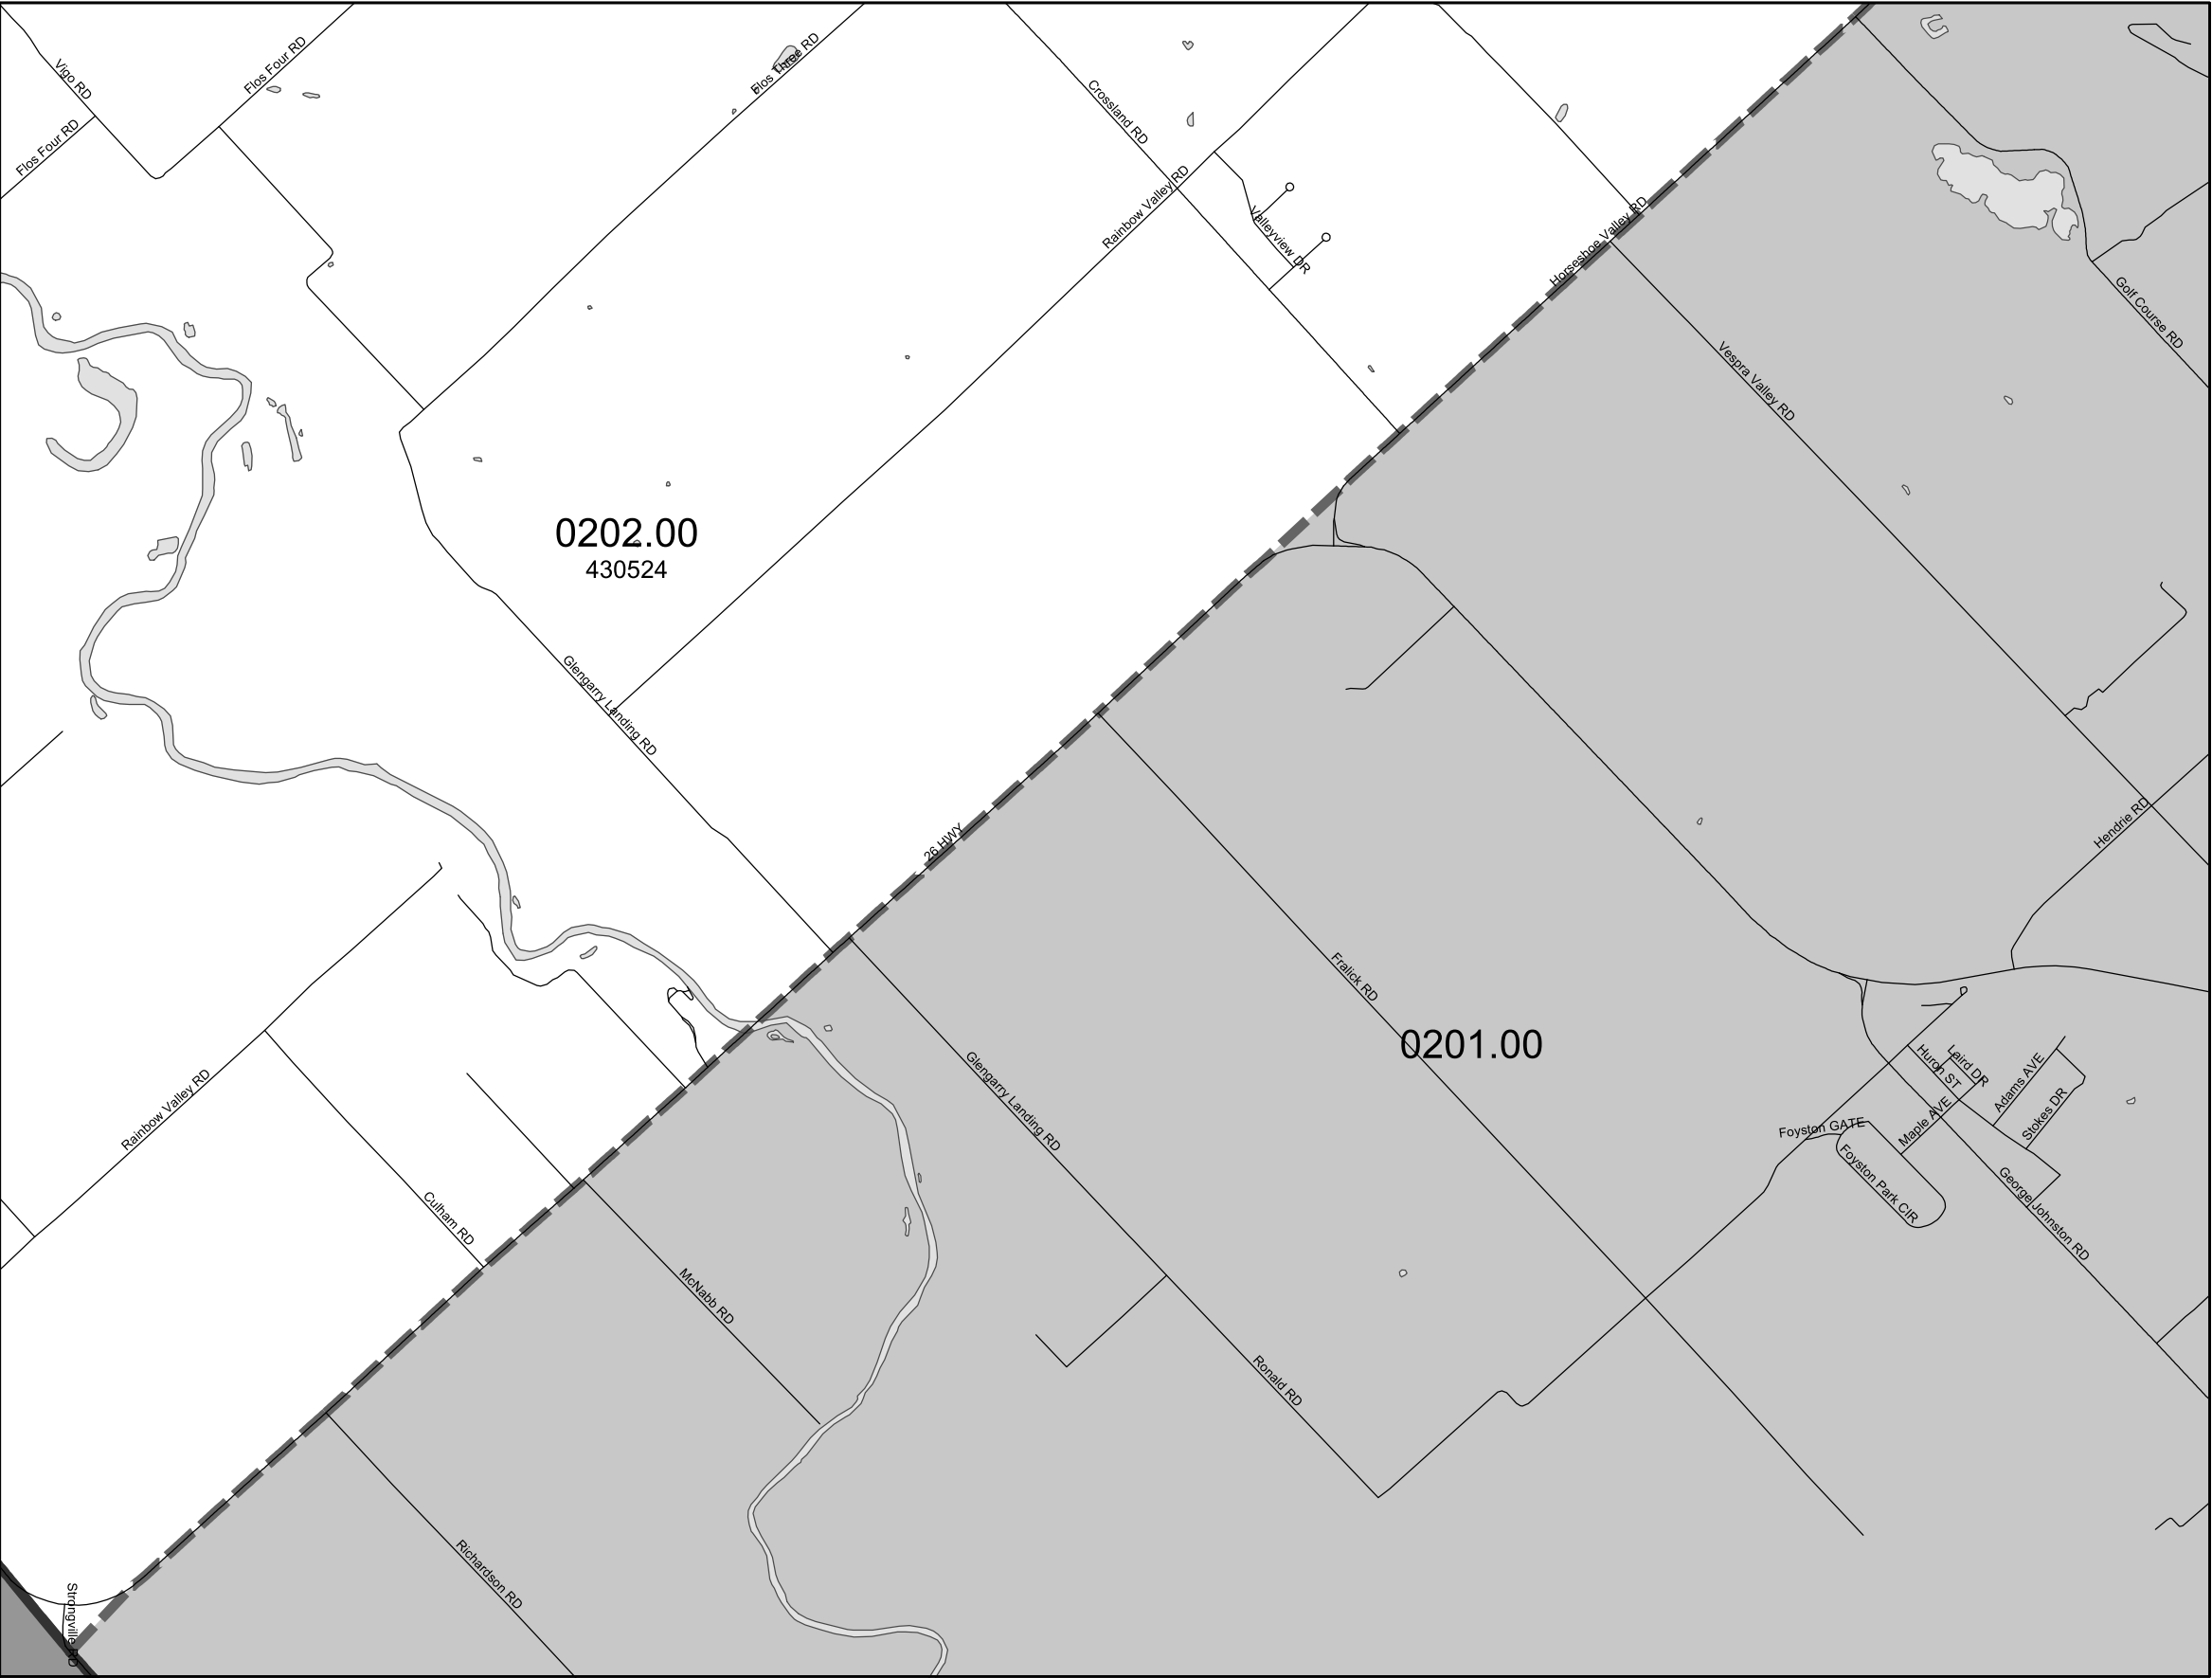 Vigo RD
Flos Four RD
Flos Three RD
Crossland RD
Flos Four RD
Rainbow Valley RD
Valleyview DR
Horseshoe Valley RD
Golf Course RD
Vespra Valley RD
0202.00
430524
Glengarry Landing RD
26 HWY
Hendrie RD
Fralick RD
0201.00
Glengarry Landing RD
Huron ST
Laird DR
Adams AVE
Stokes DR
Maple AVE
Foyston GATE
Foyston Park CIR
George Johnston RD
Rainbow Valley RD
Culham RD
McNabb RD
Ronald RD
Richardson RD
Strongville RD